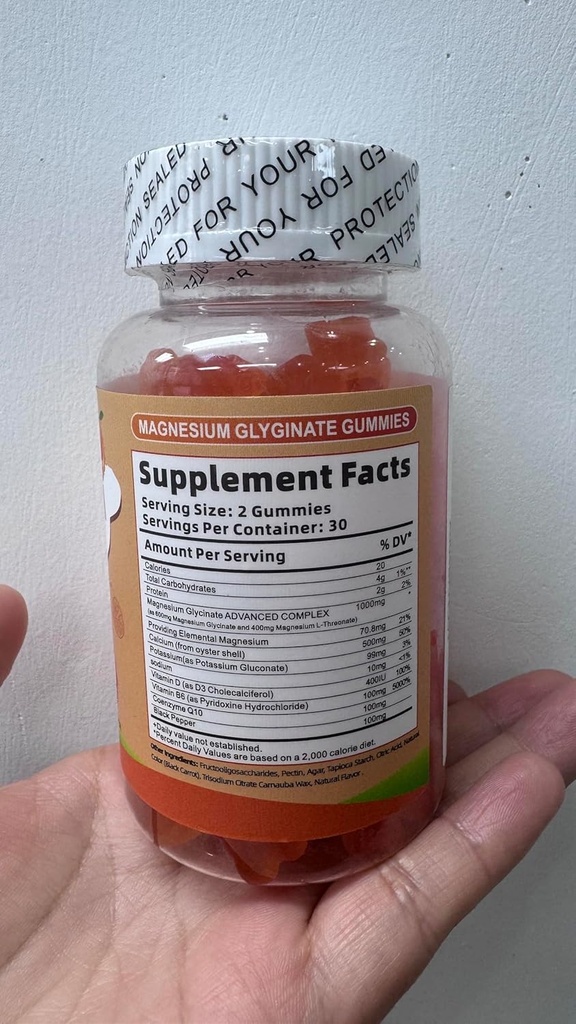 SEALED FOR YOUR PROTECTION
MAGNESIUM GLYGINATE GUMMIES
Supplement Facts
Serving Size: 2 Gummies
Servings Per Container: 30
Amount Per Serving % DV*
Calories 20
Total Carbohydrates 4g 1%**
Protein 2g 2%
Magnesium Glycinate ADVANCED COMPLEX 1000mg *
(as 600mg Magnesium Glycinate and 400mg Magnesium L-Threonate)
Providing Elemental Magnesium 70.8mg 21%
Calcium (from oyster shell) 500mg 50%
Potassium(as Potassium Gluconate) 99mg 3%
sodium 10mg <1%
Vitamin D (as D3 Cholecalciferol) 400IU 100%
Vitamin B6 (as Pyridoxine Hydrochloride) 100mg 5000%
Coenzyme Q10 100mg
Black Pepper 100mg
*Daily value not established.
*Percent Daily Values are based on a 2,000 calorie diet.
Other Ingredients: Fructooligosaccharides, Pectin, Agar, Tapioca Starch, Citric Acid, Natural
Color (Black Carrot), Trisodium Citrate Carnauba Wax, Natural Flavor.